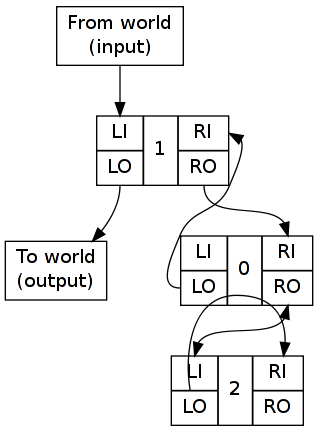 From world
(input)
LI 1 RI
LO RO
To world
(output)
LI 0 RI
LO RO
LI 2 RI
LO RO